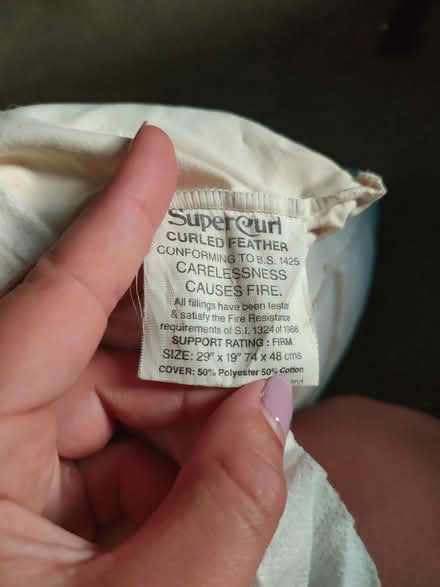 SuperCurl
CURLED FEATHER
CONFORMING TO B.S. 1425
CARELESSNESS
CAUSES FIRE.
All fillings have been tested
& satisfy the Fire Resistance
requirements of S.I. 1324 of 1988
SUPPORT RATING : FIRM
SIZE: 29" x 19" 74 x 48 cms
COVER: 50% Polyester 50% Cotton